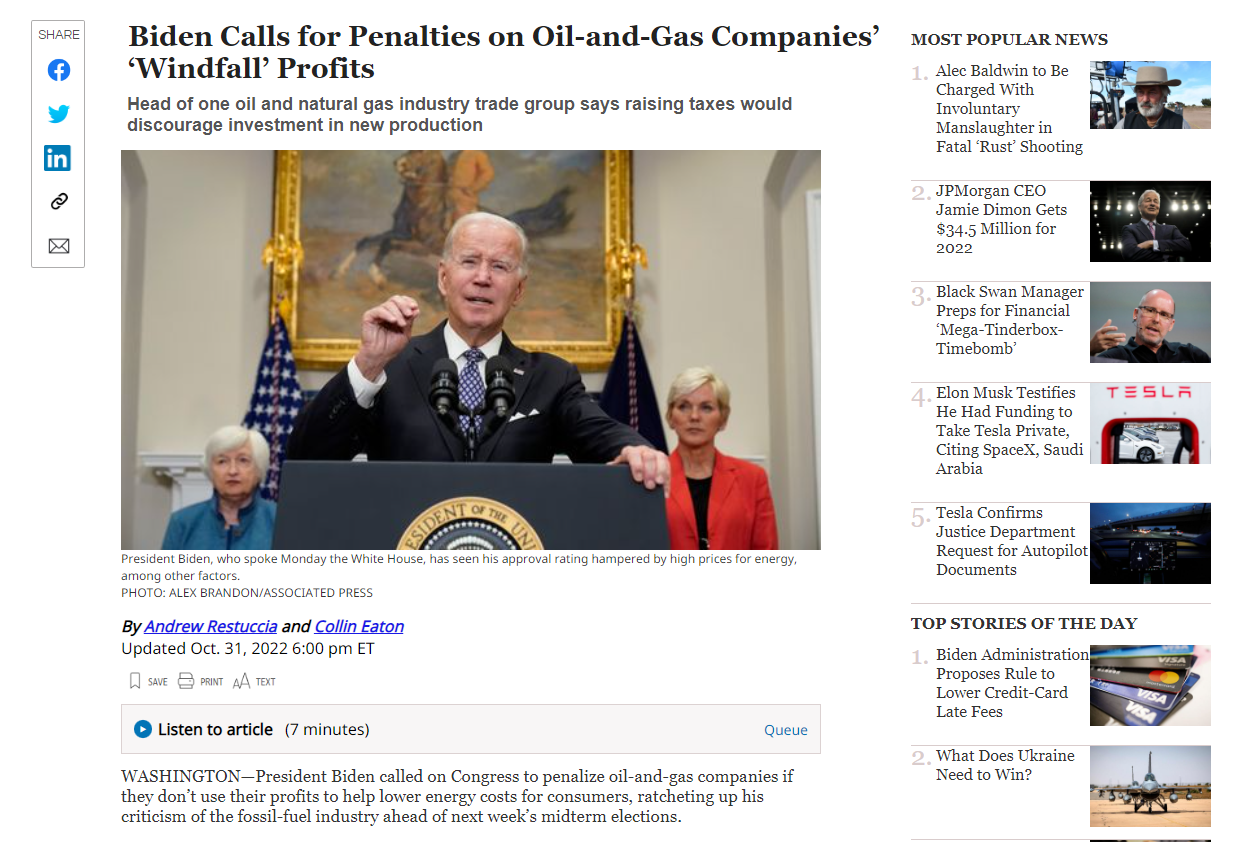 SHARE
Biden Calls for Penalties on Oil-and-Gas Companies’
‘Windfall’ Profits
Head of one oil and natural gas industry trade group says raising taxes would
discourage investment in new production
IDENT OF THE
President Biden, who spoke Monday the White House, has seen his approval rating hampered by high prices for energy,
among other factors.
PHOTO: ALEX BRANDON/ASSOCIATED PRESS
By Andrew Restuccia and Collin Eaton
Updated Oct. 31, 2022 6:00 pm ET
SAVE PRINT AA TEXT
Listen to article (7 minutes) Queue
WASHINGTON—President Biden called on Congress to penalize oil-and-gas companies if
they don’t use their profits to help lower energy costs for consumers, ratcheting up his
criticism of the fossil-fuel industry ahead of next week’s midterm elections.
MOST POPULAR NEWS
1. Alec Baldwin to Be
Charged With
Involuntary
Manslaughter in
Fatal ‘Rust’ Shooting
2. JPMorgan CEO
Jamie Dimon Gets
$34.5 Million for
2022
3. Black Swan Manager
Preps for Financial
‘Mega-Tinderbox-
Timebomb’
4. Elon Musk Testifies
He Had Funding to
Take Tesla Private,
Citing SpaceX, Saudi
Arabia
TESLA
5. Tesla Confirms
Justice Department
Request for Autopilot
Documents
TOP STORIES OF THE DAY
1. Biden Administration
Proposes Rule to
Lower Credit-Card
Late Fees
VISA
VISA
VISA
2. What Does Ukraine
Need to Win?